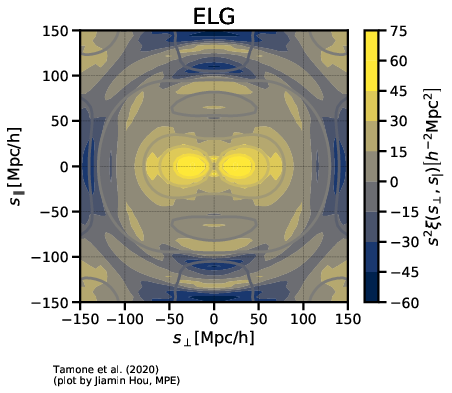 ELG
150
100
50
0
−50
−100
−150
−150 −100 −50 0 50 100 150
s∥ [Mpc/h]
s⊥[Mpc/h]
75
60
45
30
15
0
−15
−30
−45
−60
s²ξ(s⊥, s∥)[h⁻²Mpc²]
Tamone et al. (2020)
(plot by Jiamin Hou, MPE)